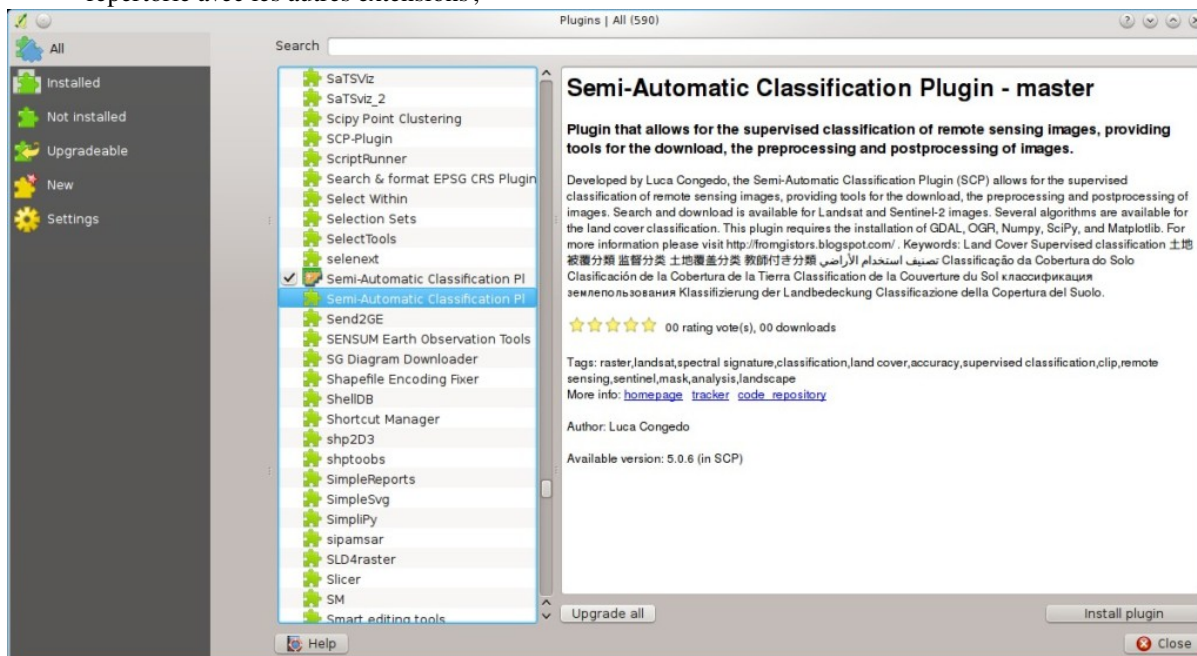 répertoire avec les autres extensions ;
Plugins | All (590)
All
Installed
Not installed
Upgradeable
New
Settings
Search
SaTSViz
SaTSviz_2
Scipy Point Clustering
SCP-Plugin
ScriptRunner
Search & format EPSG CRS Plugin
Select Within
Selection Sets
SelectTools
selenext
Semi-Automatic Classification Pl
Semi-Automatic Classification Pl
Send2GE
SENSUM Earth Observation Tools
SG Diagram Downloader
Shapefile Encoding Fixer
ShellDB
Shortcut Manager
shp2D3
shptoobs
SimpleReports
SimpleSvg
SimpliPy
sipamsar
SLD4raster
Slicer
SM
Smart editing tools
Semi-Automatic Classification Plugin - master
Plugin that allows for the supervised classification of remote sensing images, providing
tools for the download, the preprocessing and postprocessing of images.
Developed by Luca Congedo, the Semi-Automatic Classification Plugin (SCP) allows for the supervised
classification of remote sensing images, providing tools for the download, the preprocessing and postprocessing of
images. Search and download is available for Landsat and Sentinel-2 images. Several algorithms are available for
the land cover classification. This plugin requires the installation of GDAL, OGR, Numpy, SciPy, and Matplotlib. For
more information please visit http://fromgistors.blogspot.com/ . Keywords: Land Cover Supervised classification 土地
被覆分類 監督分类 土地覆盖分类 教師付き分類 تصنيف استخدام الأراضي Classificação da Cobertura do Solo
Clasificación de la Cobertura de la Tierra Classification de la Couverture du Sol классификация
землепользования Klassifizierung der Landbedeckung Classificazione della Copertura del Suolo.
00 rating vote(s), 00 downloads
Tags: raster,landsat,spectral signature,classification,land cover,accuracy,supervised classification,clip,remote
sensing,sentinel,mask,analysis,landscape
More info: homepage tracker code_repository
Author: Luca Congedo
Available version: 5.0.6 (in SCP)
Upgrade all
Install plugin
Help
Close